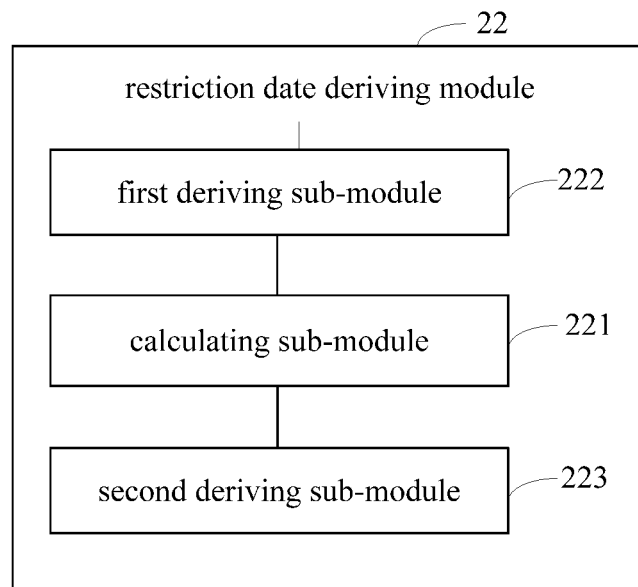 22
restriction date deriving module
first deriving sub-module
222
calculating sub-module
221
second deriving sub-module
223